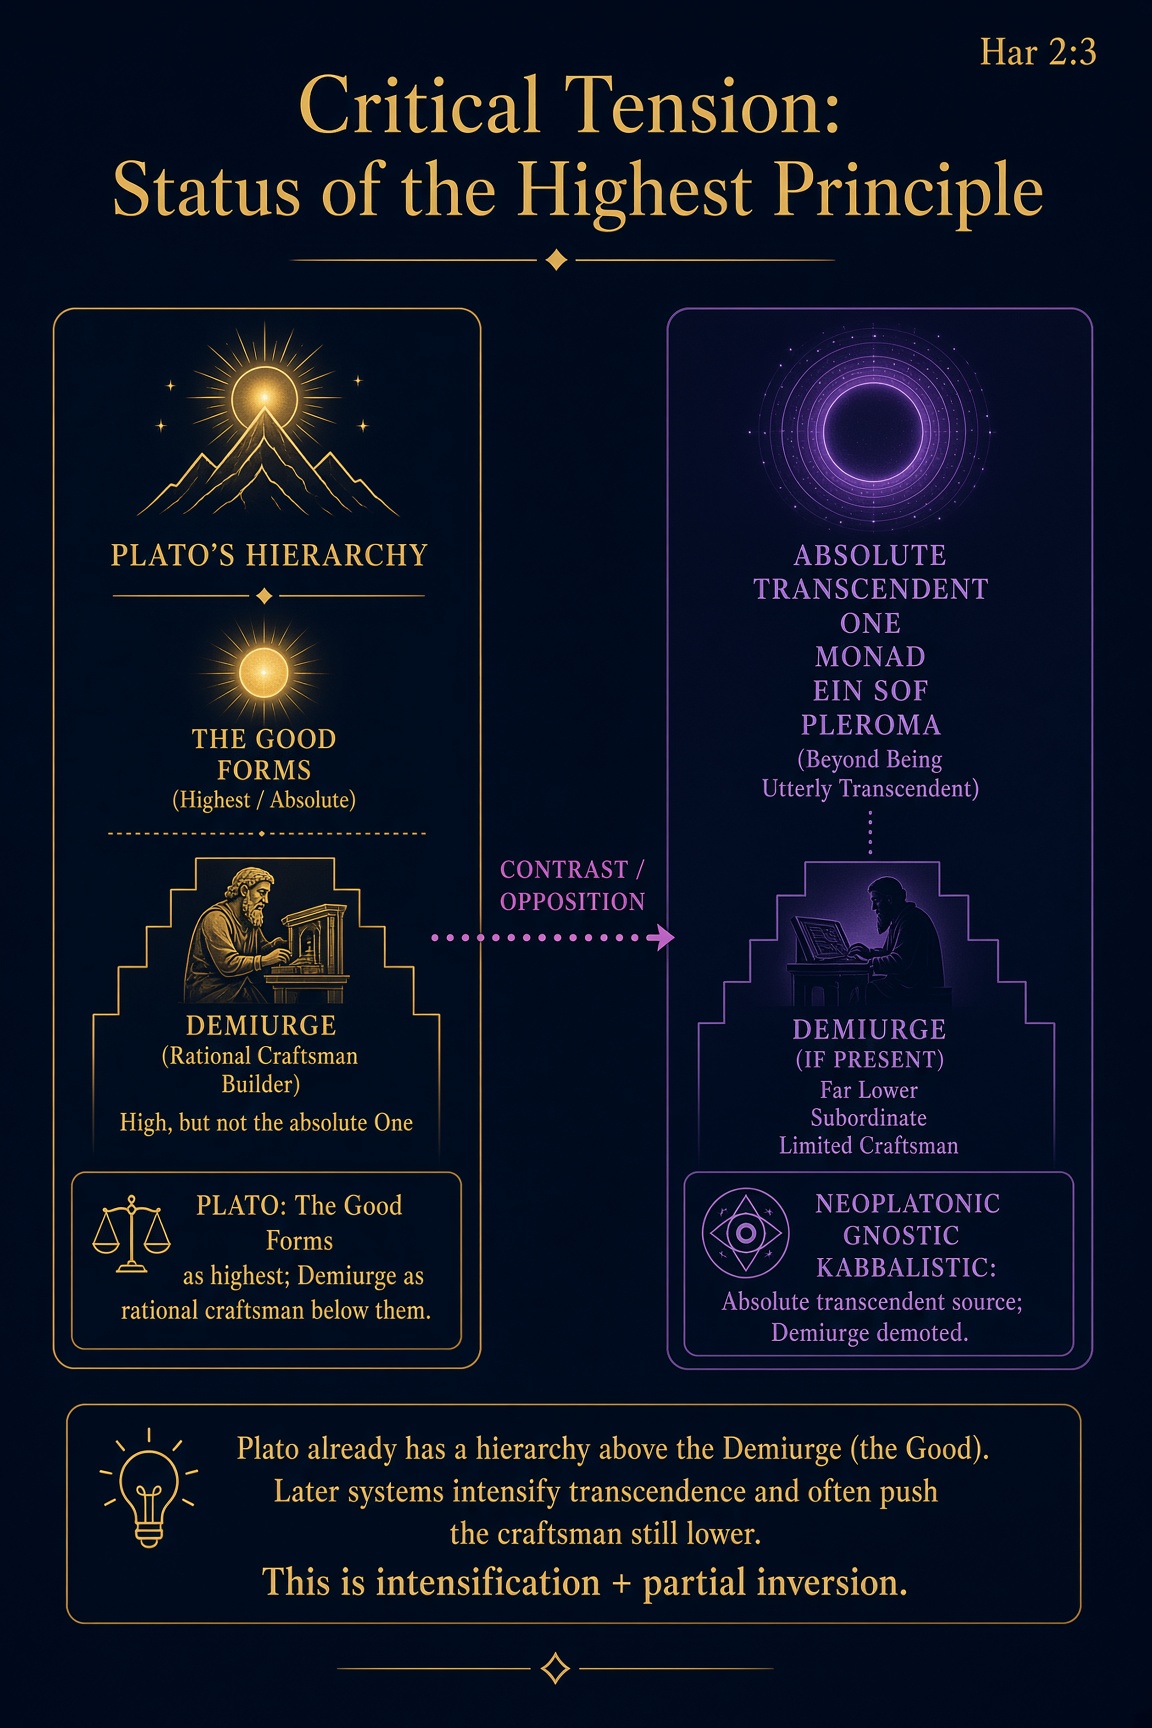 Har 2:3
Critical Tension:
Status of the Highest Principle
PLATO’S HIERARCHY
THE GOOD
FORMS
(Highest / Absolute)
DEMIURGE
(Rational Craftsman
Builder)
High, but not the absolute One
PLATO: The Good
Forms
as highest; Demiurge as
rational craftsman below them.
CONTRAST /
OPPOSITION
ABSOLUTE
TRANSCENDENT
ONE
MONAD
EIN SOF
PLEROMA
(Beyond Being
Utterly Transcendent)
DEMIURGE
(IF PRESENT)
Far Lower
Subordinate
Limited Craftsman
NEOPLATONIC
GNOSTIC
KABBALISTIC:
Absolute transcendent source;
Demiurge demoted.
Plato already has a hierarchy above the Demiurge (the Good).
Later systems intensify transcendence and often push
the craftsman still lower.
This is intensification + partial inversion.